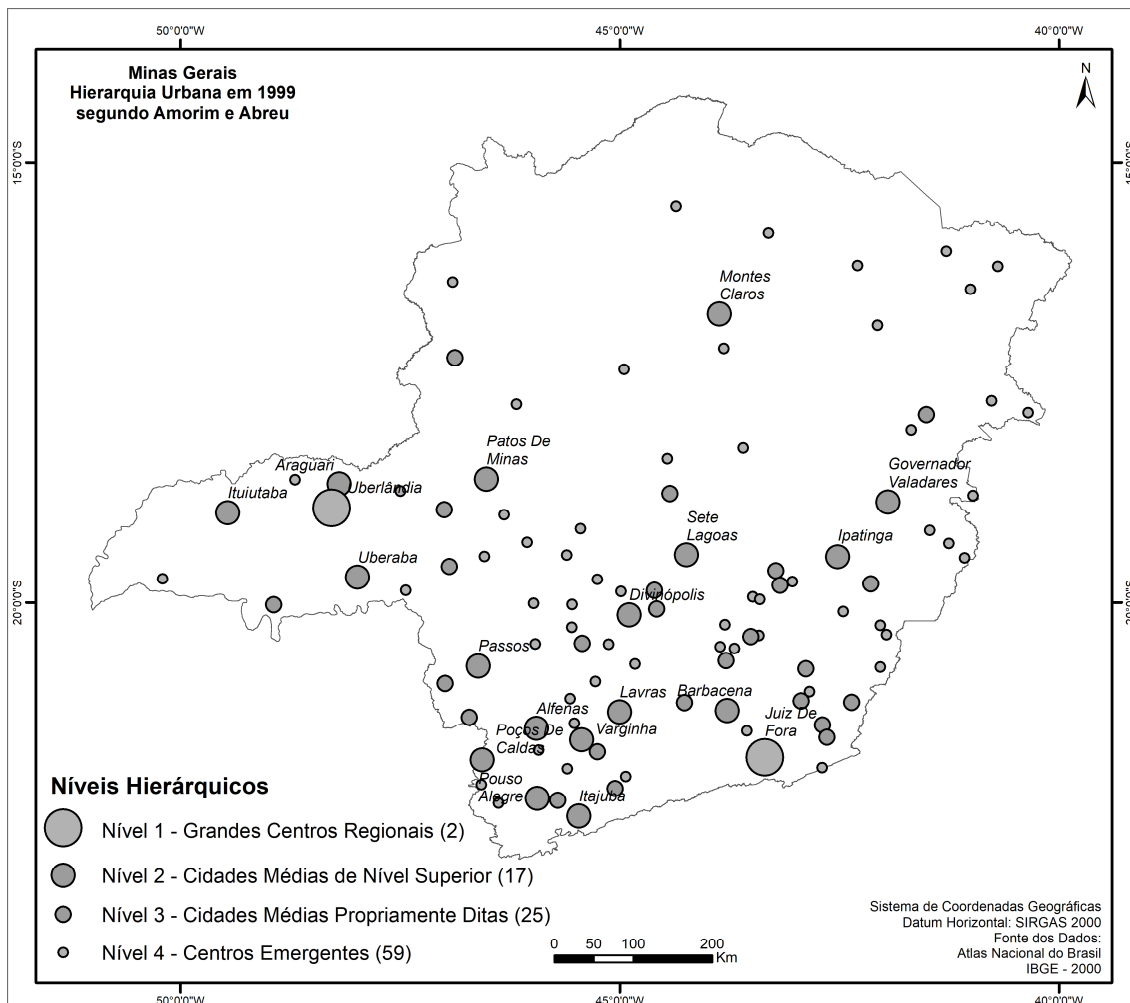 50°0'0"W
45°0'0"W
40°0'0"W
Minas Gerais
Hierarquia Urbana em 1999
segundo Amorim e Abreu
N
15°0'0"S
15°0'0"S
Montes
Claros
Patos De
Minas
Araguari
Uberlândia
Ituiutaba
Governador
Valadares
Sete
Lagoas
Ipatinga
Uberaba
20°0'0"S
20°0'0"S
Divinópolis
Passos
Lavras
Barbacena
Alfenas
Juiz De
Fora
Poços De
Caldas
Varginha
Pouso
Alegre
Itajubá
Níveis Hierárquicos
Nível 1 - Grandes Centros Regionais (2)
Nível 2 - Cidades Médias de Nível Superior (17)
Nível 3 - Cidades Médias Propriamente Ditas (25)
Nível 4 - Centros Emergentes (59)
0 50 100 200
Km
Sistema de Coordenadas Geográficas
Datum Horizontal: SIRGAS 2000
Fonte dos Dados:
Atlas Nacional do Brasil
IBGE - 2000
50°0'0"W
45°0'0"W
40°0'0"W